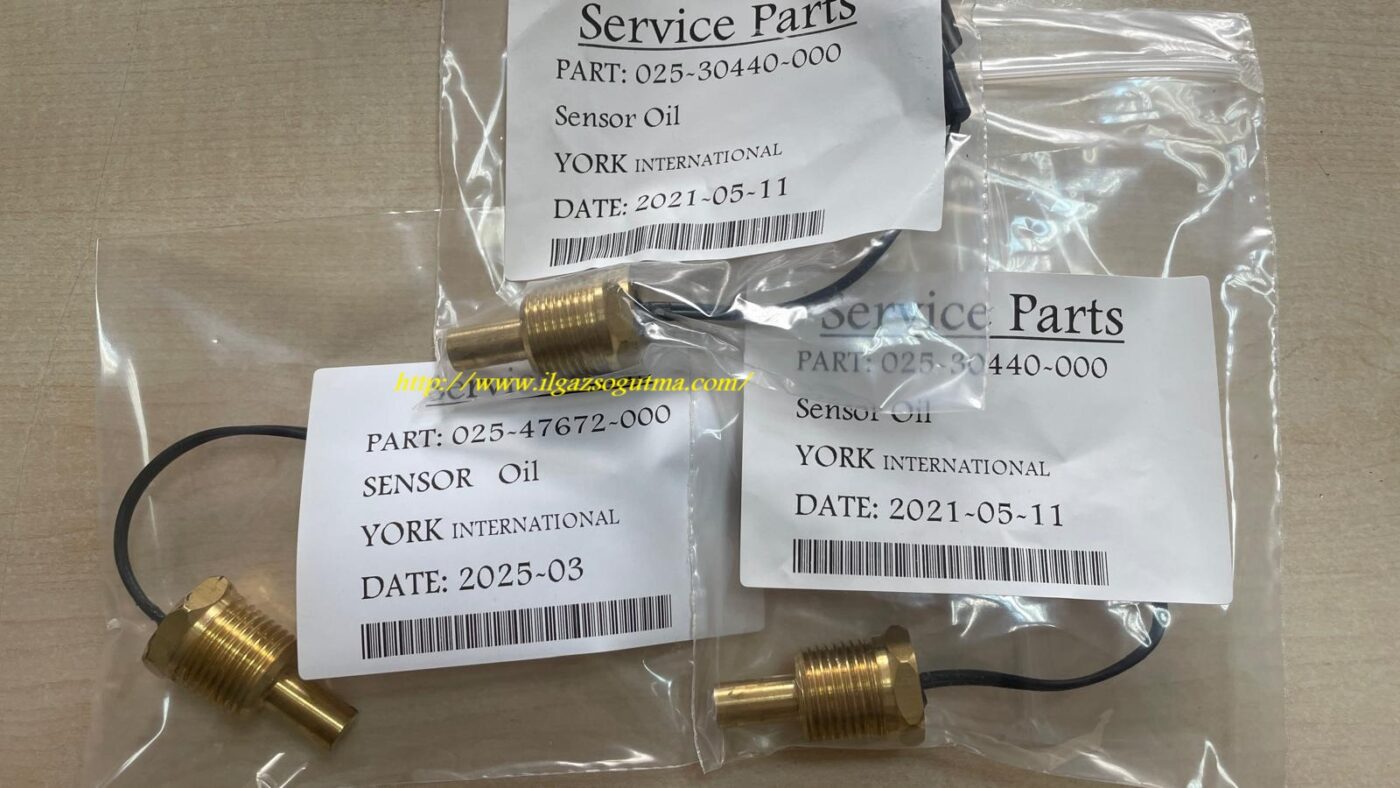 Service Parts
PART: 025-30440-000
Sensor Oil
YORK INTERNATIONAL
DATE: 2021-05-11
Service Parts
PART: 025-30440-000
Sensor Oil
YORK INTERNATIONAL
DATE: 2021-05-11
http://www.ilgazsogutma.com/
PART: 025-47672-000
SENSOR Oil
YORK INTERNATIONAL
DATE: 2025-03